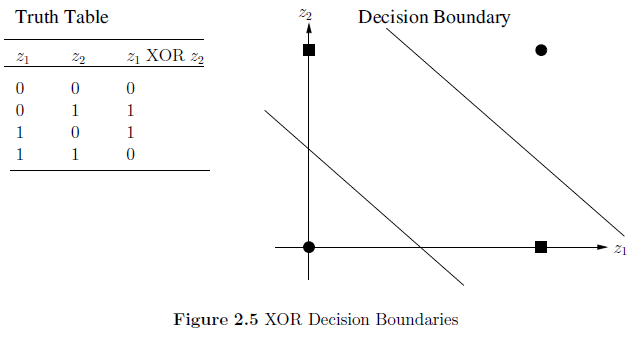 Truth Table
z₁ z₂ z₁ XOR z₂
0 0 0
0 1 1
1 0 1
1 1 0
Decision Boundary
z₂
z₁
Figure 2.5 XOR Decision Boundaries